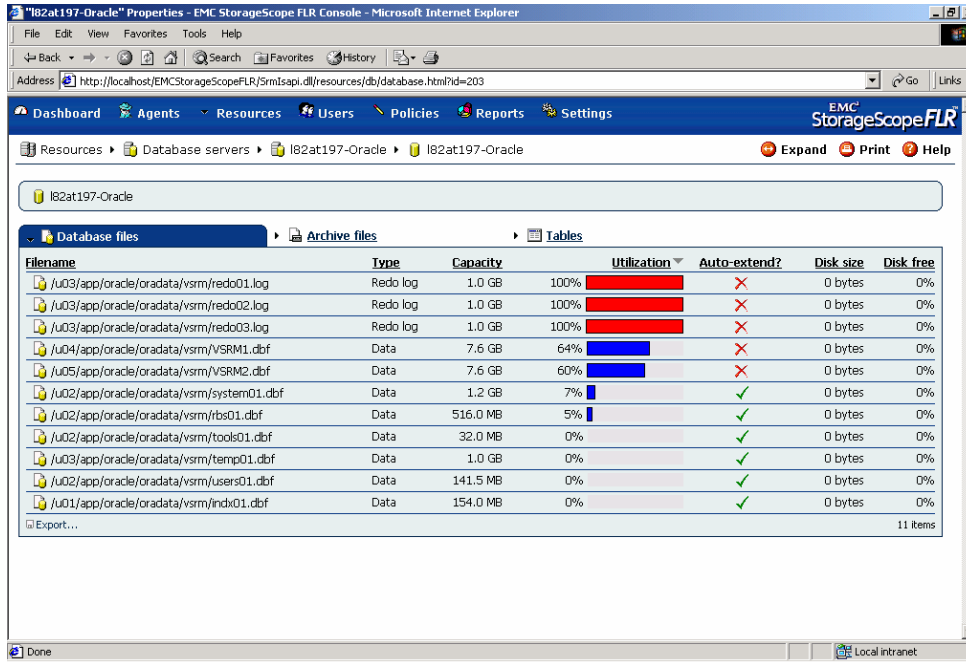 "l82at197-Oracle" Properties - EMC StorageScope FLR Console - Microsoft Internet Explorer
File Edit View Favorites Tools Help
Back Search Favorites History
Address http://localhost/EMCStorageScopeFLR/SrmIsapi.dll/resources/db/database.html?id=203 Go Links
Dashboard Agents Resources Users Policies Reports Settings EMC StorageScope FLR
Resources Database servers l82at197-Oracle l82at197-Oracle Expand Print Help
l82at197-Oracle
Database files Archive files Tables
Filename Type Capacity Utilization Auto-extend? Disk size Disk free
/u03/app/oracle/oradata/vsrm/redo01.log Redo log 1.0 GB 100% 0 bytes 0%
/u03/app/oracle/oradata/vsrm/redo02.log Redo log 1.0 GB 100% 0 bytes 0%
/u03/app/oracle/oradata/vsrm/redo03.log Redo log 1.0 GB 100% 0 bytes 0%
/u04/app/oracle/oradata/vsrm/VSRM1.dbf Data 7.6 GB 64% 0 bytes 0%
/u05/app/oracle/oradata/vsrm/VSRM2.dbf Data 7.6 GB 60% 0 bytes 0%
/u02/app/oracle/oradata/vsrm/system01.dbf Data 1.2 GB 7% 0 bytes 0%
/u02/app/oracle/oradata/vsrm/rbs01.dbf Data 516.0 MB 5% 0 bytes 0%
/u02/app/oracle/oradata/vsrm/tools01.dbf Data 32.0 MB 0% 0 bytes 0%
/u03/app/oracle/oradata/vsrm/temp01.dbf Data 1.0 GB 0% 0 bytes 0%
/u02/app/oracle/oradata/vsrm/users01.dbf Data 141.5 MB 0% 0 bytes 0%
/u01/app/oracle/oradata/vsrm/indx01.dbf Data 154.0 MB 0% 0 bytes 0%
Export... 11 items
Done Local intranet